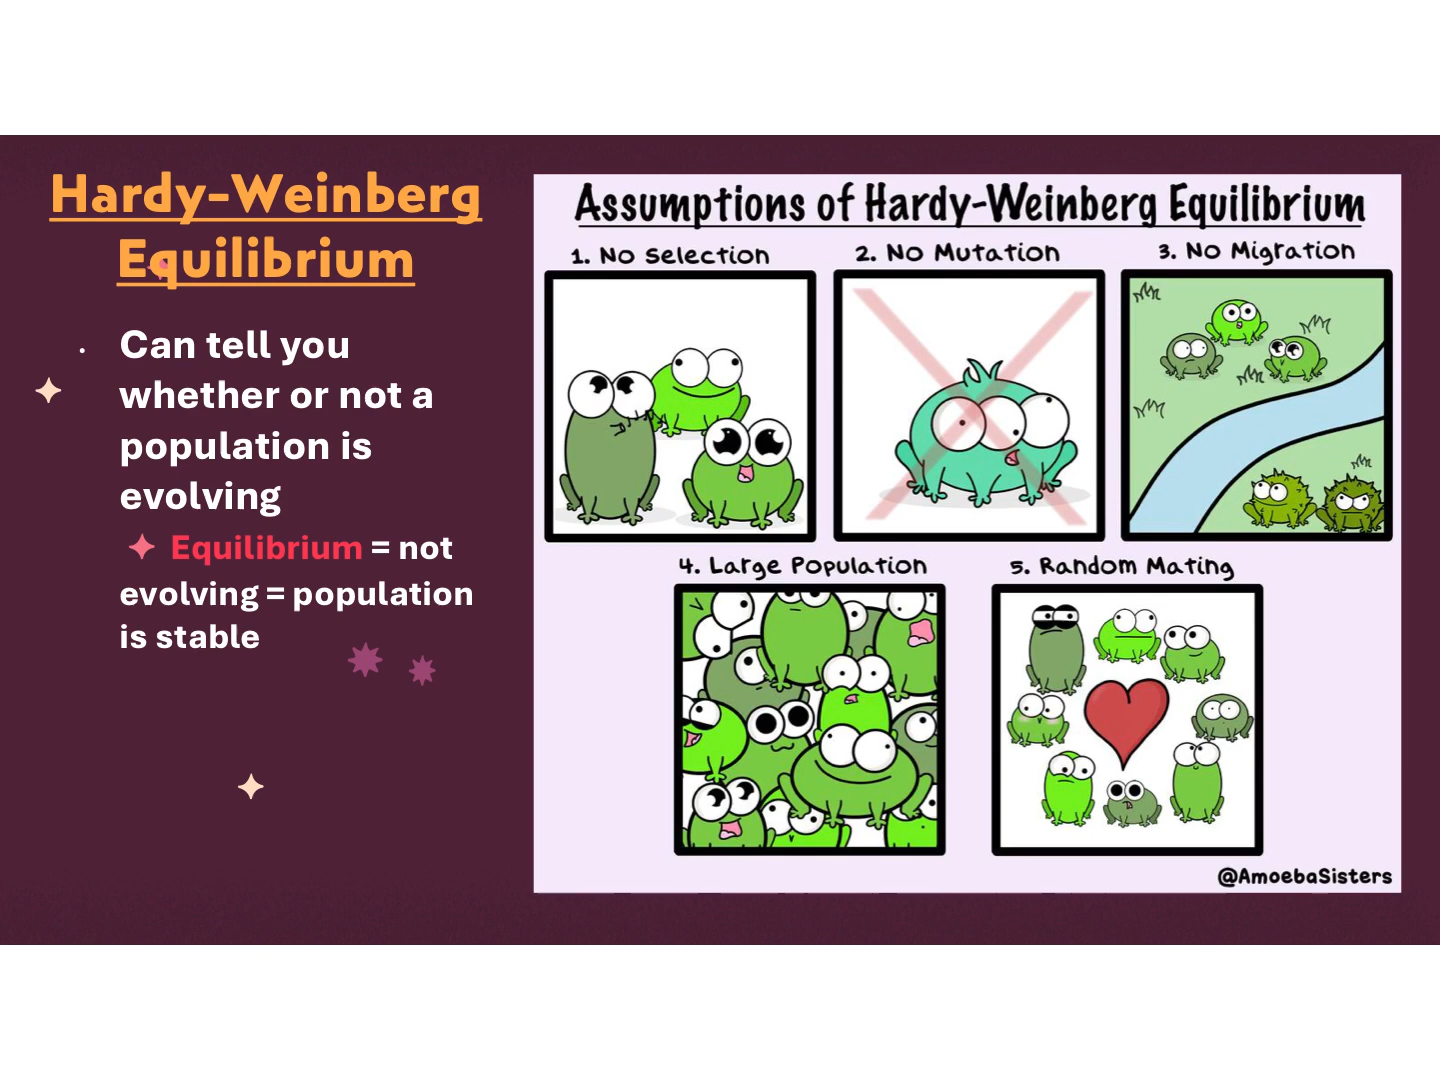 Hardy-Weinberg
Equilibrium
• Can tell you
whether or not a
population is
evolving
Equilibrium = not
evolving = population
is stable
Assumptions of Hardy-Weinberg Equilibrium
1. No Selection
2. No Mutation
3. No Migration
4. Large Population
5. Random Mating
@AmoebaSisters